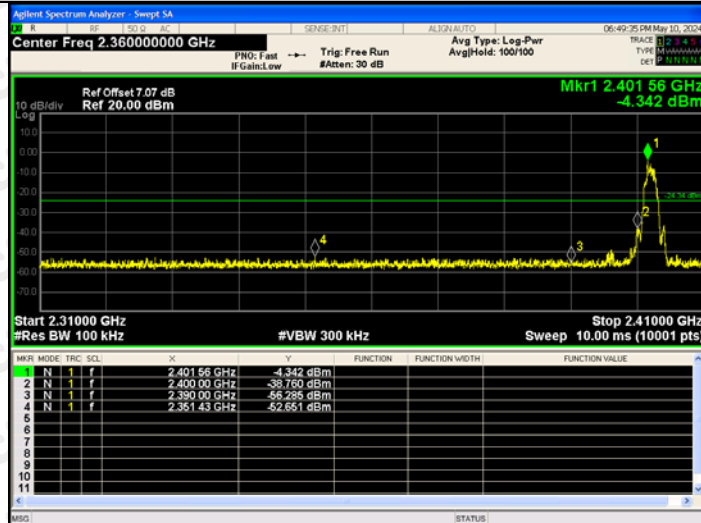 Agilent Spectrum Analyzer - Swept SA
R RF 50 Ω AC SENSE:INT ALIGN AUTO 06:49:35 PM May 10, 2024
Center Freq 2.360000000 GHz
PNO: Fast
IFGain:Low
Trig: Free Run
#Atten: 30 dB
Avg Type: Log-Pwr
Avg|Hold: 100/100
TRACE 1 2 3 4 5
TYPE M
DET P N N N N
Mkr1 2.401 56 GHz
-4.342 dBm
Ref Offset 7.07 dB
10 dB/div Ref 20.00 dBm
Log
10.0
0.00
-10.0
-20.0
-30.0
-40.0
-50.0
-60.0
-70.0
1
-24.34 dBm
2
3
4
Start 2.31000 GHz Stop 2.41000 GHz
#Res BW 100 kHz #VBW 300 kHz Sweep 10.00 ms (10001 pts)
MKR MODE TRC SCL X Y FUNCTION FUNCTION WIDTH FUNCTION VALUE
1 N 1 f 2.401 56 GHz -4.342 dBm
2 N 1 f 2.400 00 GHz -38.760 dBm
3 N 1 f 2.390 00 GHz -56.285 dBm
4 N 1 f 2.351 43 GHz -52.651 dBm
5
6
7
8
9
10
11
MSG STATUS